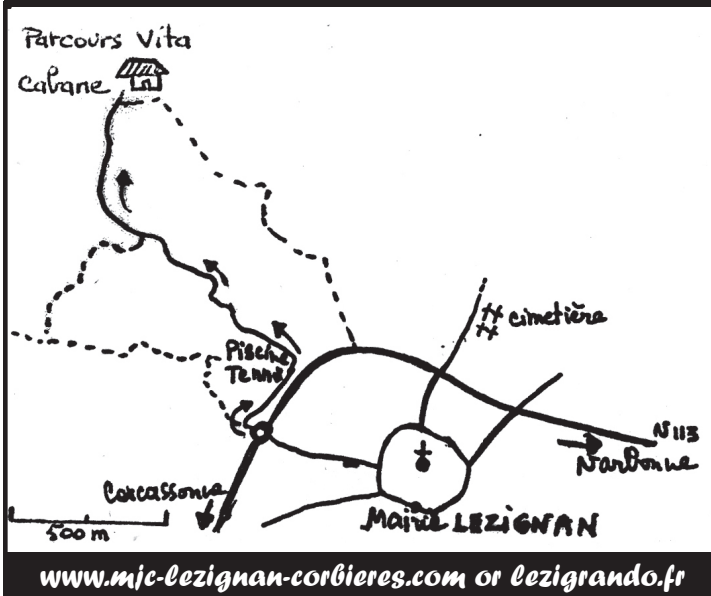 Parcours Vita
Cabane
cimetière
Piscine
Tennis
N 113
Narbonne
Carcassonne
500 m
Mairie LEZIGNAN
www.mjc-lezignan-corbieres.com or lezigrando.fr